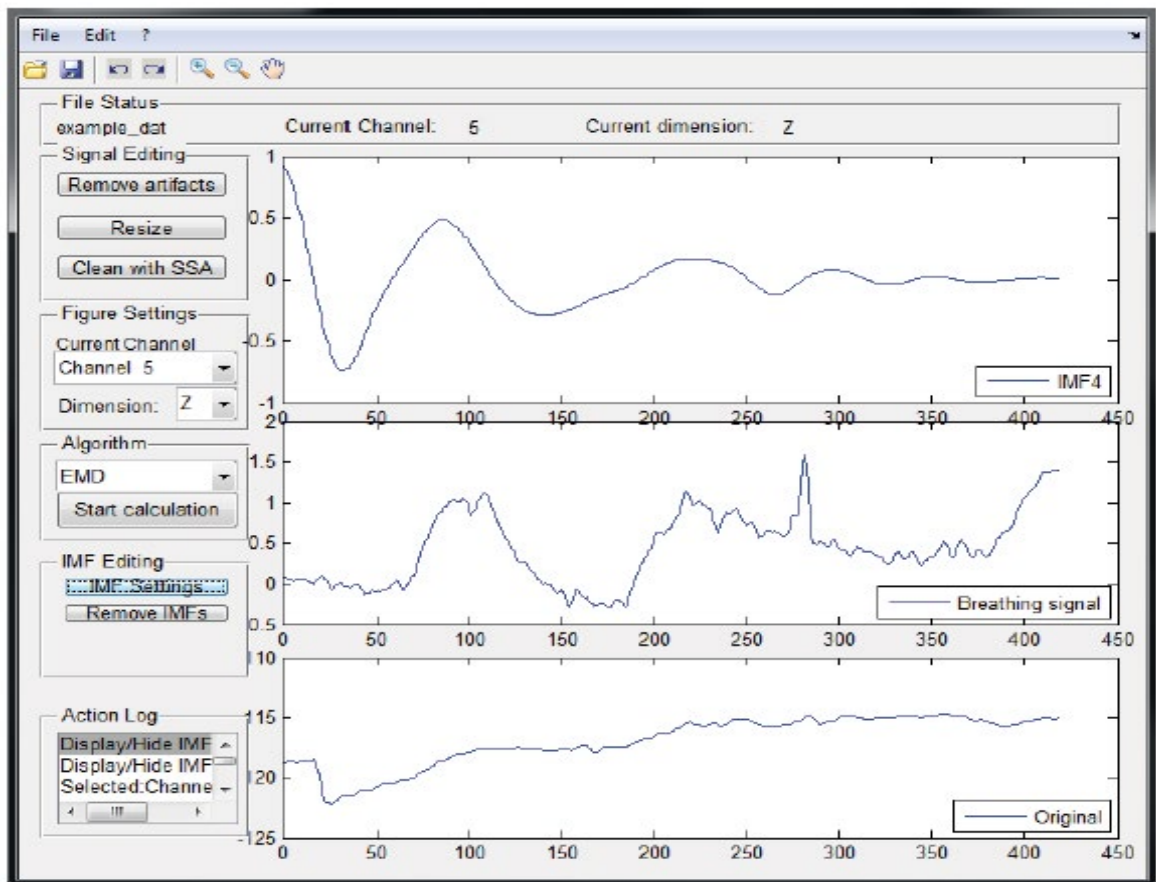 File Edit ?
File Status
example_dat Current Channel: 5 Current dimension: Z
Signal Editing
Remove artifacts
Resize
Clean with SSA
Figure Settings
Current Channel
Channel 5
Dimension: Z
Algorithm
EMD
Start calculation
IMF Editing
IMF Settings
Remove IMFs
Action Log
Display/Hide IMF
Display/Hide IMF
Selected:Channe
1
0.5
0
-0.5
-1
0 50 100 150 200 250 300 350 400 450
IMF4
2
1.5
1
0.5
0
0.5
0 50 100 150 200 250 300 350 400 450
Breathing signal
110
115
120
-125
0 50 100 150 200 250 300 350 400 450
Original